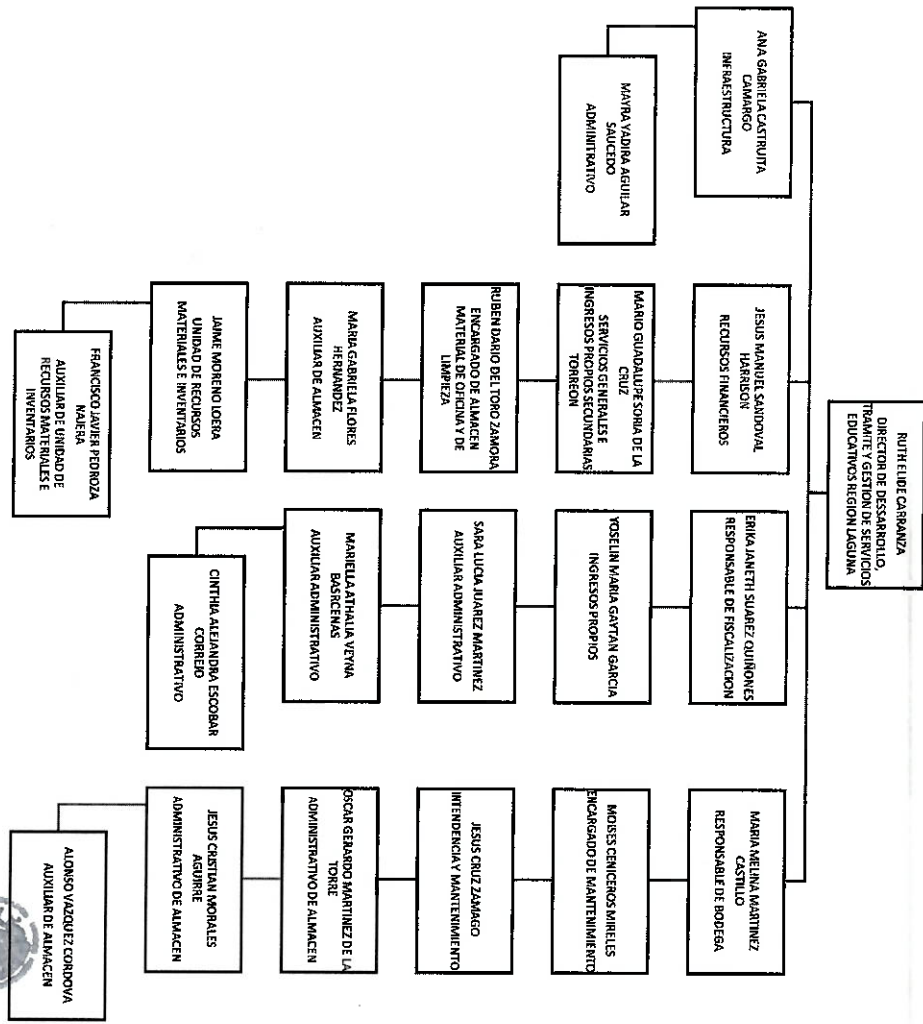 RUTH ELIDE CARRANZA
DIRECTOR DE DESSARROLLO,
TRAMITE Y GESTION DE SERVICIOS
EDUCATIVOS REGION LAGUNA
ANA GABRIELA CASTRUITA
CAMARGO
INFRAESTRUCTURA
MAYRA YADIRA AGUILAR
SAUCEDO
ADMINITRATIVO
JESUS MANUEL SANDOVAL
HARRISON
RECURSOS FINANCIEROS
MARIO GUADALUPE SORIA DE LA
CRUZ
SERVICIOS GENERALES E
INGRESOS PROPIOS SECUNDARIAS
TORREON
RUBEN DARIO DEL TORO ZAMORA
ENCARGADO DE ALMACEN
MATERIAL DE OFICINA Y DE
LIMPIEZA
MARIA GABRIELA FLORES
HERNANDEZ
AUXILIAR DE ALMACEN
JAIME MORENO LOERA
UNIDAD DE RECURSOS
MATERIALES E INVENTARIOS
FRANCISCO JAVIER PEDROZA
NAJERA
AUXILIAR DE UNIDAD DE
RECURSOS MATERIALES E
INVENTARIOS
ERIKA JANETH SUAREZ QUIÑONES
RESPONSABLE DE FISCALIZACION
YOSELIN MARIA GAYTAN GARCIA
INGRESOS PROPIOS
SARA LUCIA JUAREZ MARTINEZ
AUXILIAR ADMINISTRATIVO
MARIELLA ATHALIA VEYNA
BASRCENAS
AUXILIAR ADMINISTRATIVO
CINTHIA ALEJANDRA ESCOBAR
CORREJO
ADMINISTRATIVO
MARIA MELINA MARTINEZ
CASTILLO
RESPONSABLE DE BODEGA
MOISES CENICEROS MIRELES
ENCARGADO DE MANTENIMIENTO
JESUS CRUZ ZAMAGO
INTENDENCIA Y MANTENIMIENTO
OSCAR GERARDO MARTINEZ DE LA
TORRE
ADMINISTRATIVO DE ALMACEN
JESUS CRISTIAN MORALES
AGUIRRE
ADMINISTRATIVO DE ALMACEN
ALONSO VAZQUEZ CORDOVA
AUXILIAR DE ALMACEN